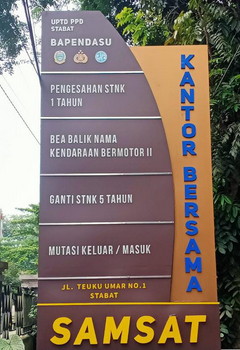 UPTD PPD
STABAT
BAPENDASU
PENGESAHAN STNK
1 TAHUN
BEA BALIK NAMA
KENDARAAN BERMOTOR II
GANTI STNK 5 TAHUN
MUTASI KELUAR / MASUK
JL. TEUKU UMAR NO.1
STABAT
KANTOR BERSAMA
SAMSAT